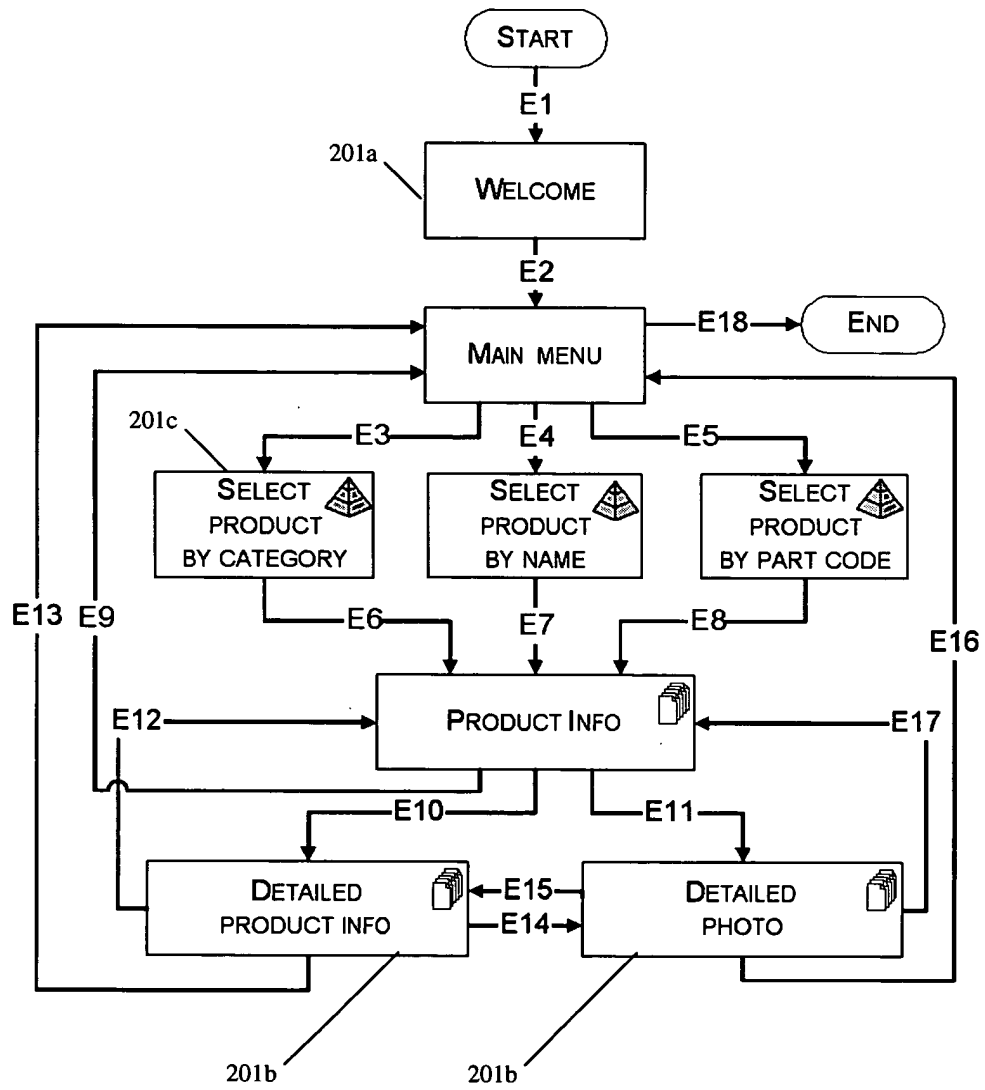 START
E1
201a
WELCOME
E2
MAIN MENU
E18
END
201c
E3
E4
E5
SELECT
PRODUCT
BY CATEGORY
SELECT
PRODUCT
BY NAME
SELECT
PRODUCT
BY PART CODE
E13
E9
E6
E7
E8
E16
E12
PRODUCT INFO
E17
E10
E11
DETAILED
PRODUCT INFO
E15
E14
DETAILED
PHOTO
201b
201b